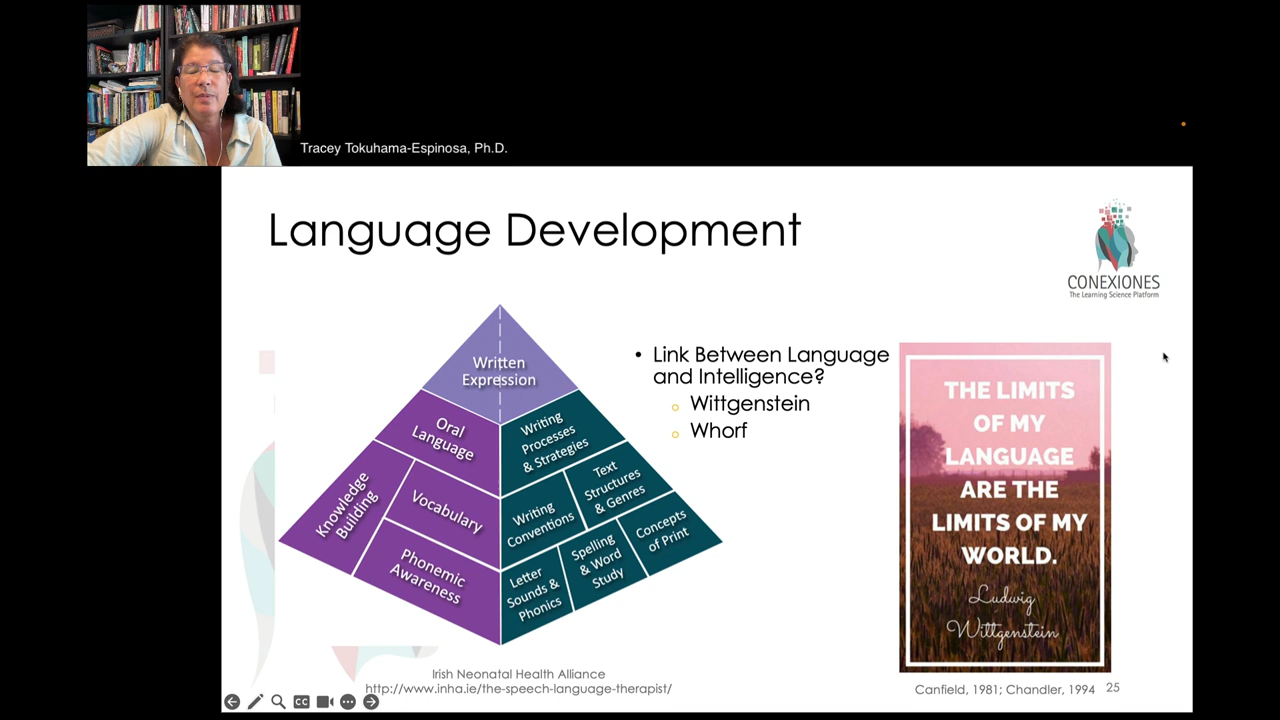 Tracey Tokuhama-Espinosa, Ph.D.
Language Development
CONEXIONES
The Learning Science Platform
Written
Expression
Oral
Language
Writing
Processes
& Strategies
Knowledge
Building
Vocabulary
Writing
Conventions
Text
Structures
& Genres
Phonemic
Awareness
Letter
Sounds &
Phonics
Spelling
& Word
Study
Concepts
of Print
• Link Between Language
and Intelligence?
o Wittgenstein
o Whorf
THE LIMITS
OF MY
LANGUAGE
ARE THE
LIMITS OF MY
WORLD.
Ludwig
Wittgenstein
Irish Neonatal Health Alliance
http://www.inha.ie/the-speech-language-therapist/
Canfield, 1981; Chandler, 1994
25
CC